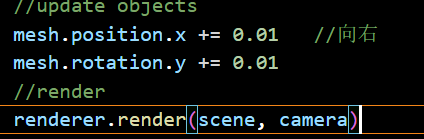 //update objects
mesh.position.x += 0.01 //向右
mesh.rotation.y += 0.01
//render
renderer.render(scene, camera)